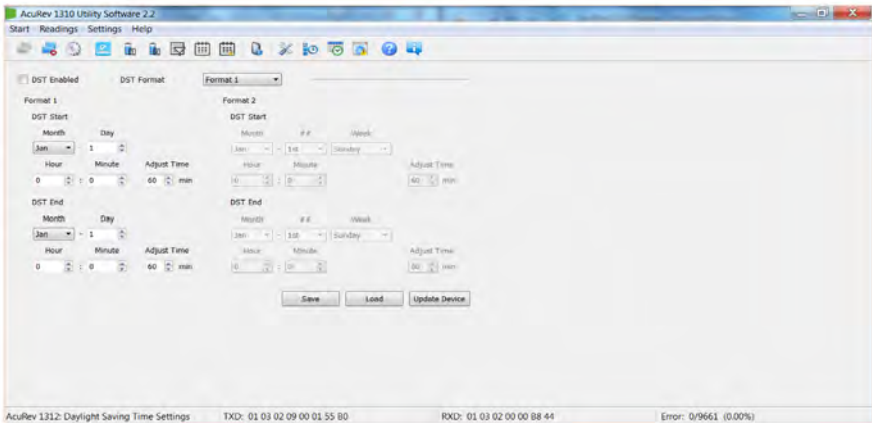 AcuRev 1310 Utility Software 2.2
Start Readings Settings Help
DST Enabled DST Format Format 1
Format 1 Format 2
DST Start DST Start
Month Day Month ## Week
Jan - 1 Jan - 1st Sunday
Hour Minute Adjust Time Hour Minute Adjust Time
0 : 0 60 min 0 : 0 60 min
DST End DST End
Month Day Month ## Week
Jan - 1 Jan - 1st Sunday
Hour Minute Adjust Time Hour Minute Adjust Time
0 : 0 60 min 0 : 0 60 min
Save Load Update Device
AcuRev 1312: Daylight Saving Time Settings TXD: 01 03 02 09 00 01 55 B0 RXD: 01 03 02 00 00 B8 44 Error: 0/9661 (0.00%)